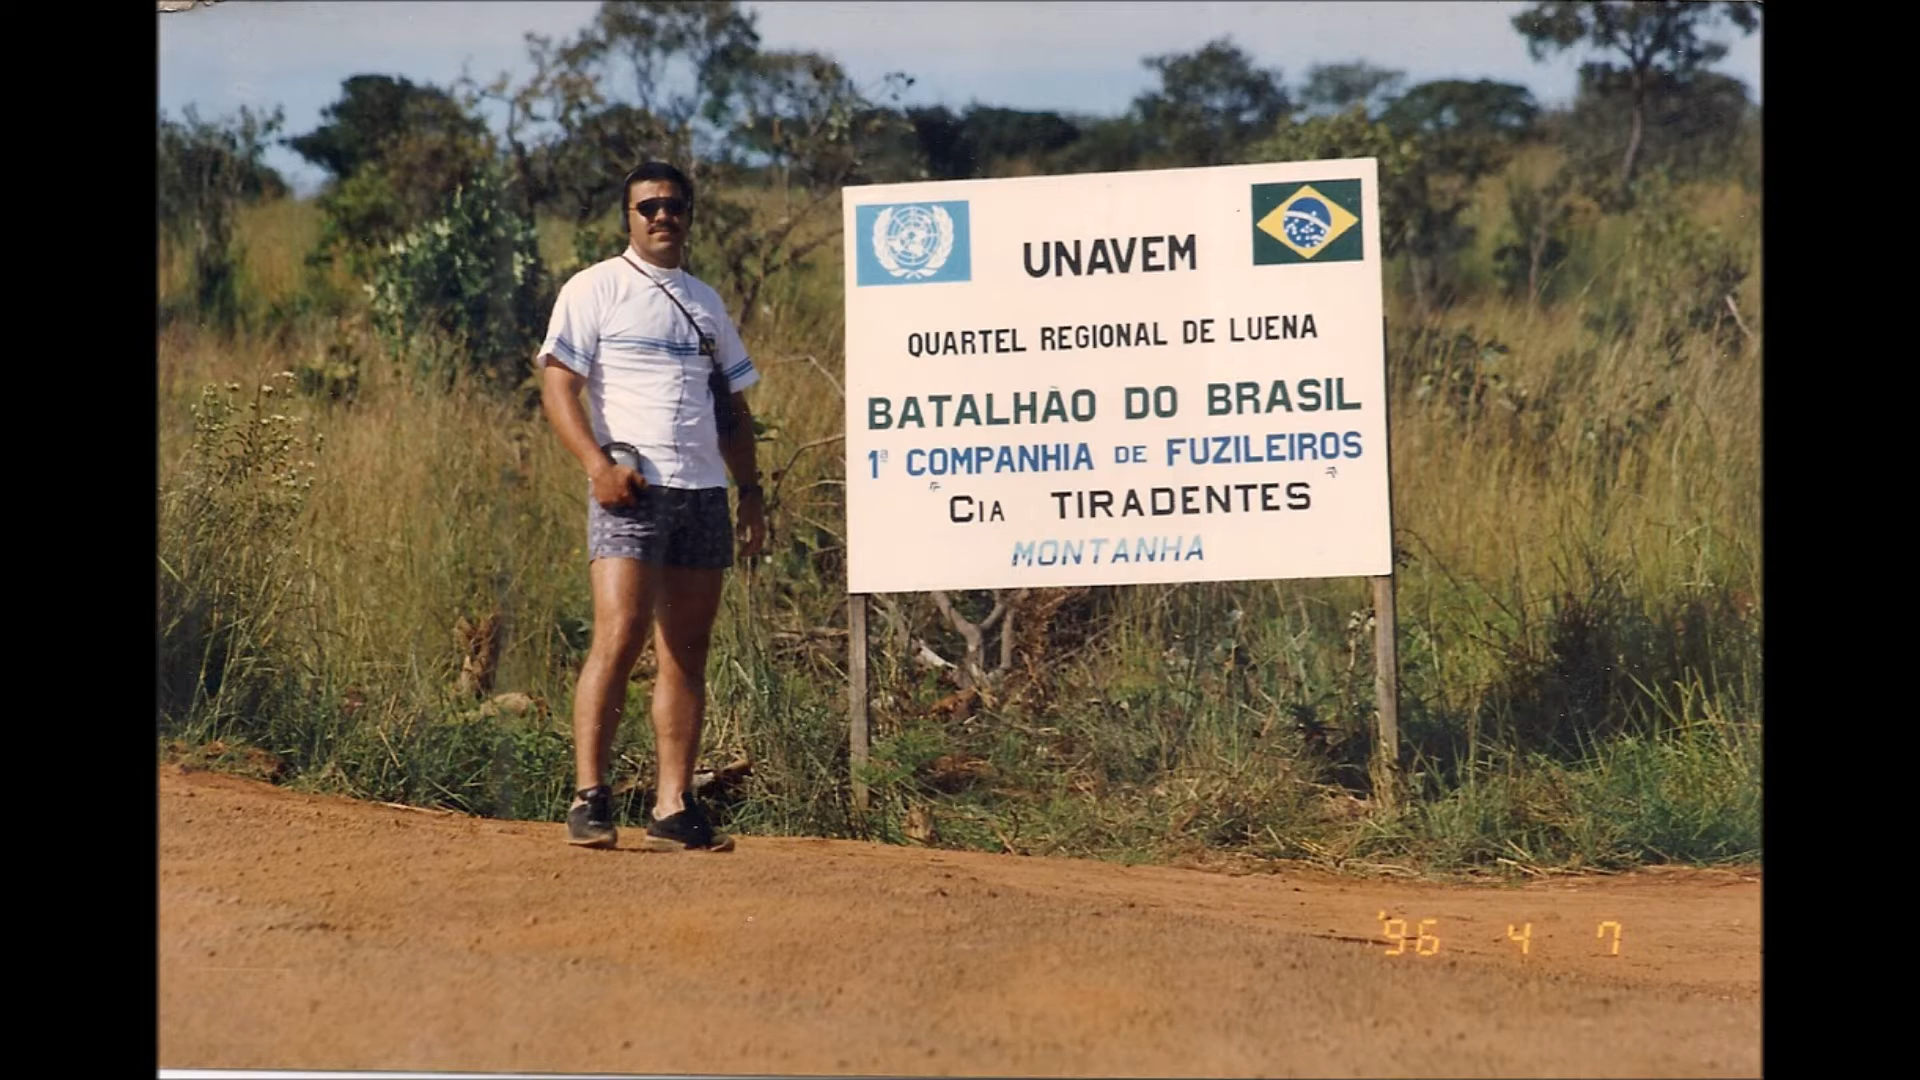 UNAVEM
QUARTEL REGIONAL DE LUENA
BATALHÃO DO BRASIL
1ª COMPANHIA DE FUZILEIROS
"CIA TIRADENTES"
MONTANHA
'96 4 7